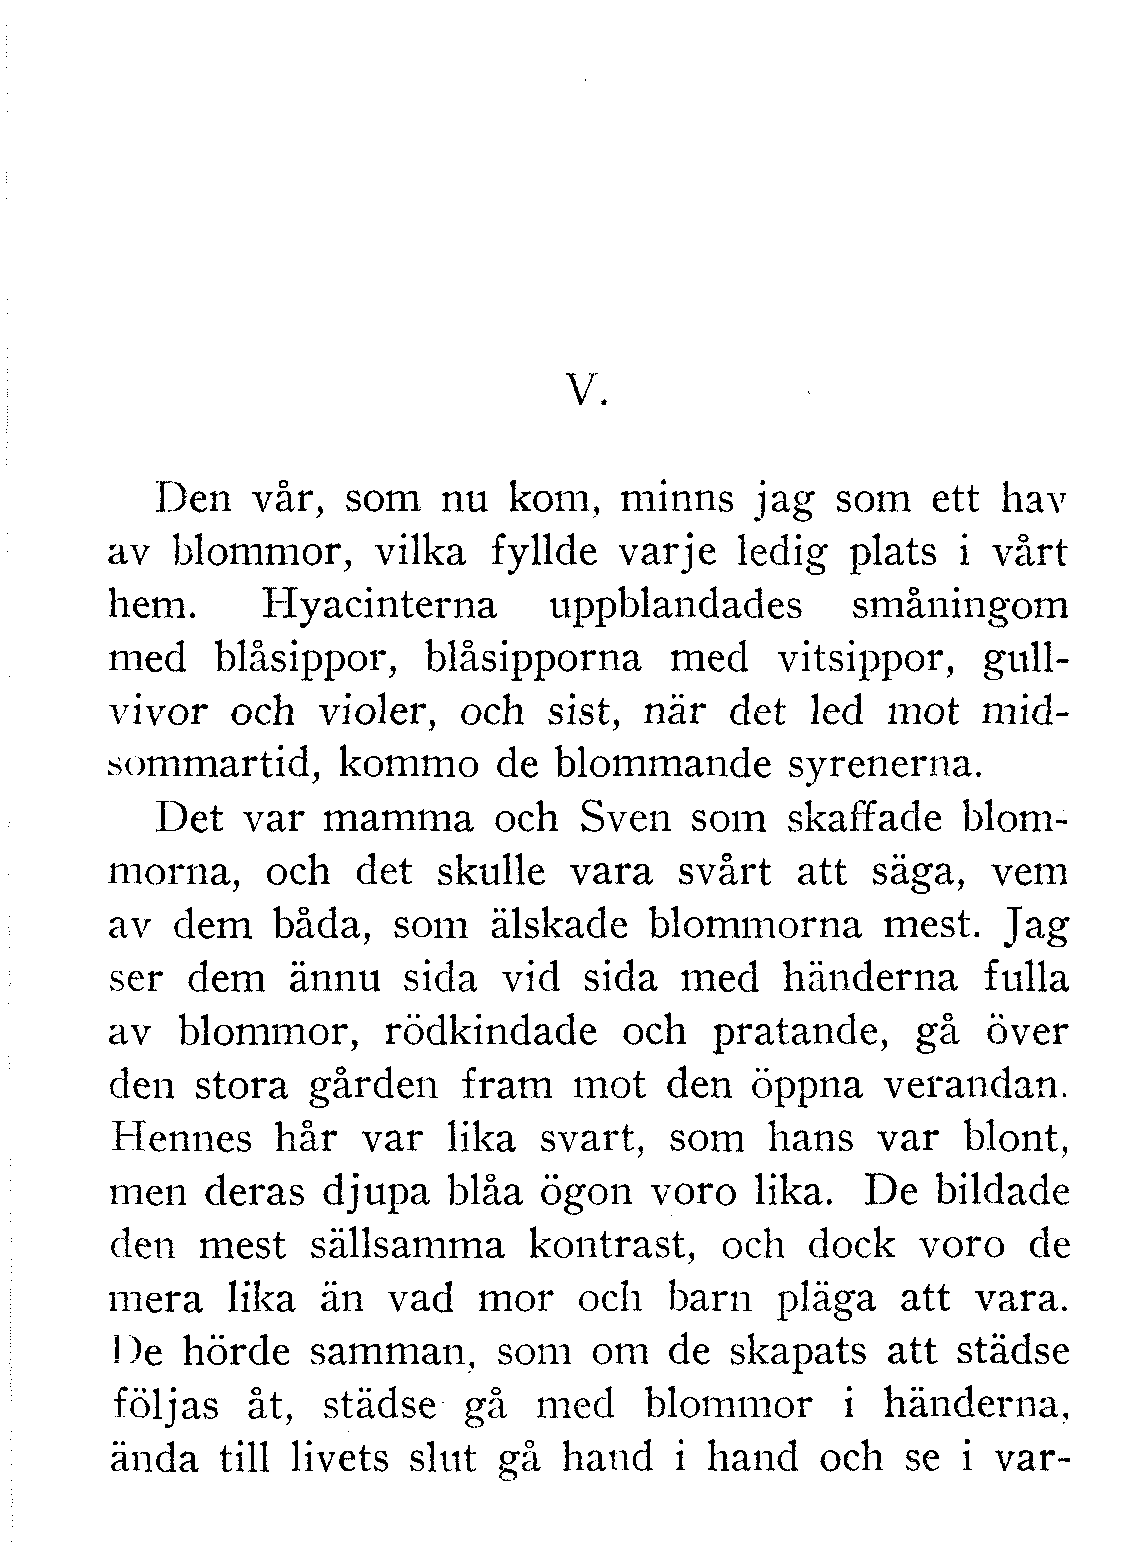 V.
Den vår, som nu kom, minns jag som ett hav
av blommor, vilka fyllde varje ledig plats i vårt
hem. Hyacinterna uppblandades småningom
med blåsippor, blåsipporna med vitsippor, gull-
vivor och violer, och sist, när det led mot mid-
sommartid, kommo de blommande syrenerna.
Det var mamma och Sven som skaffade blom-
morna, och det skulle vara svårt att säga, vem
av dem båda, som älskade blommorna mest. Jag
ser dem ännu sida vid sida med händerna fulla
av blommor, rödkindade och pratande, gå över
den stora gården fram mot den öppna verandan.
Hennes hår var lika svart, som hans var blont,
men deras djupa blåa ögon voro lika. De bildade
den mest sällsamma kontrast, och dock voro de
mera lika än vad mor och barn pläga att vara.
De hörde samman, som om de skapats att städse
följas åt, städse gå med blommor i händerna,
ända till livets slut gå hand i hand och se i var-